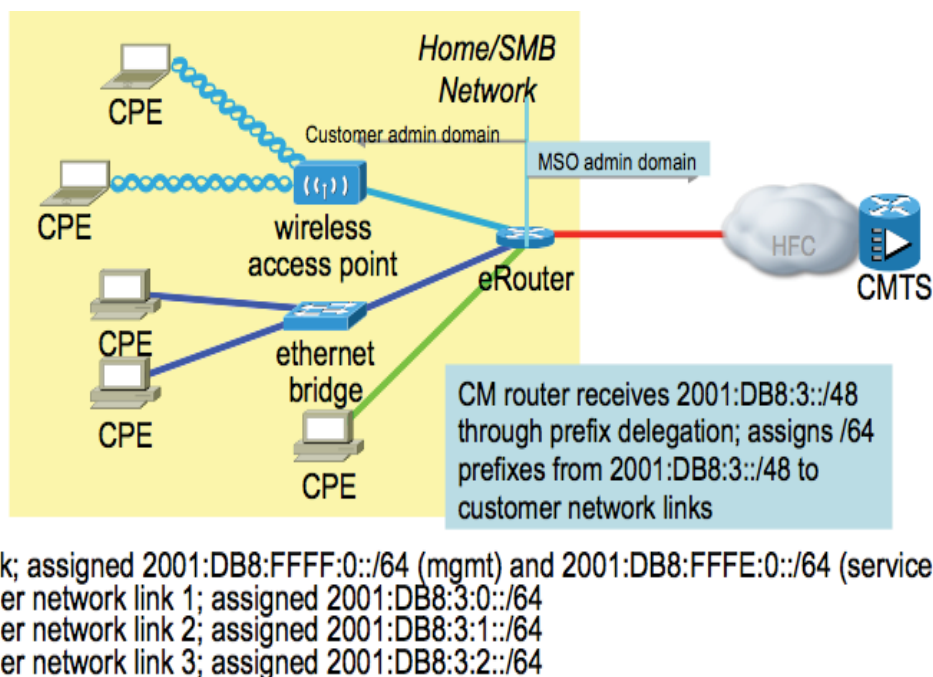 Home/SMB
Network
CPE
Customer admin domain
MSO admin domain
CPE
wireless
access point
HFC
eRouter
CMTS
CPE
ethernet
bridge
CPE
CPE
CM router receives 2001:DB8:3::/48
through prefix delegation; assigns /64
prefixes from 2001:DB8:3::/48 to
customer network links
k; assigned 2001:DB8:FFFF:0::/64 (mgmt) and 2001:DB8:FFFE:0::/64 (service
er network link 1; assigned 2001:DB8:3:0::/64
er network link 2; assigned 2001:DB8:3:1::/64
er network link 3; assigned 2001:DB8:3:2::/64